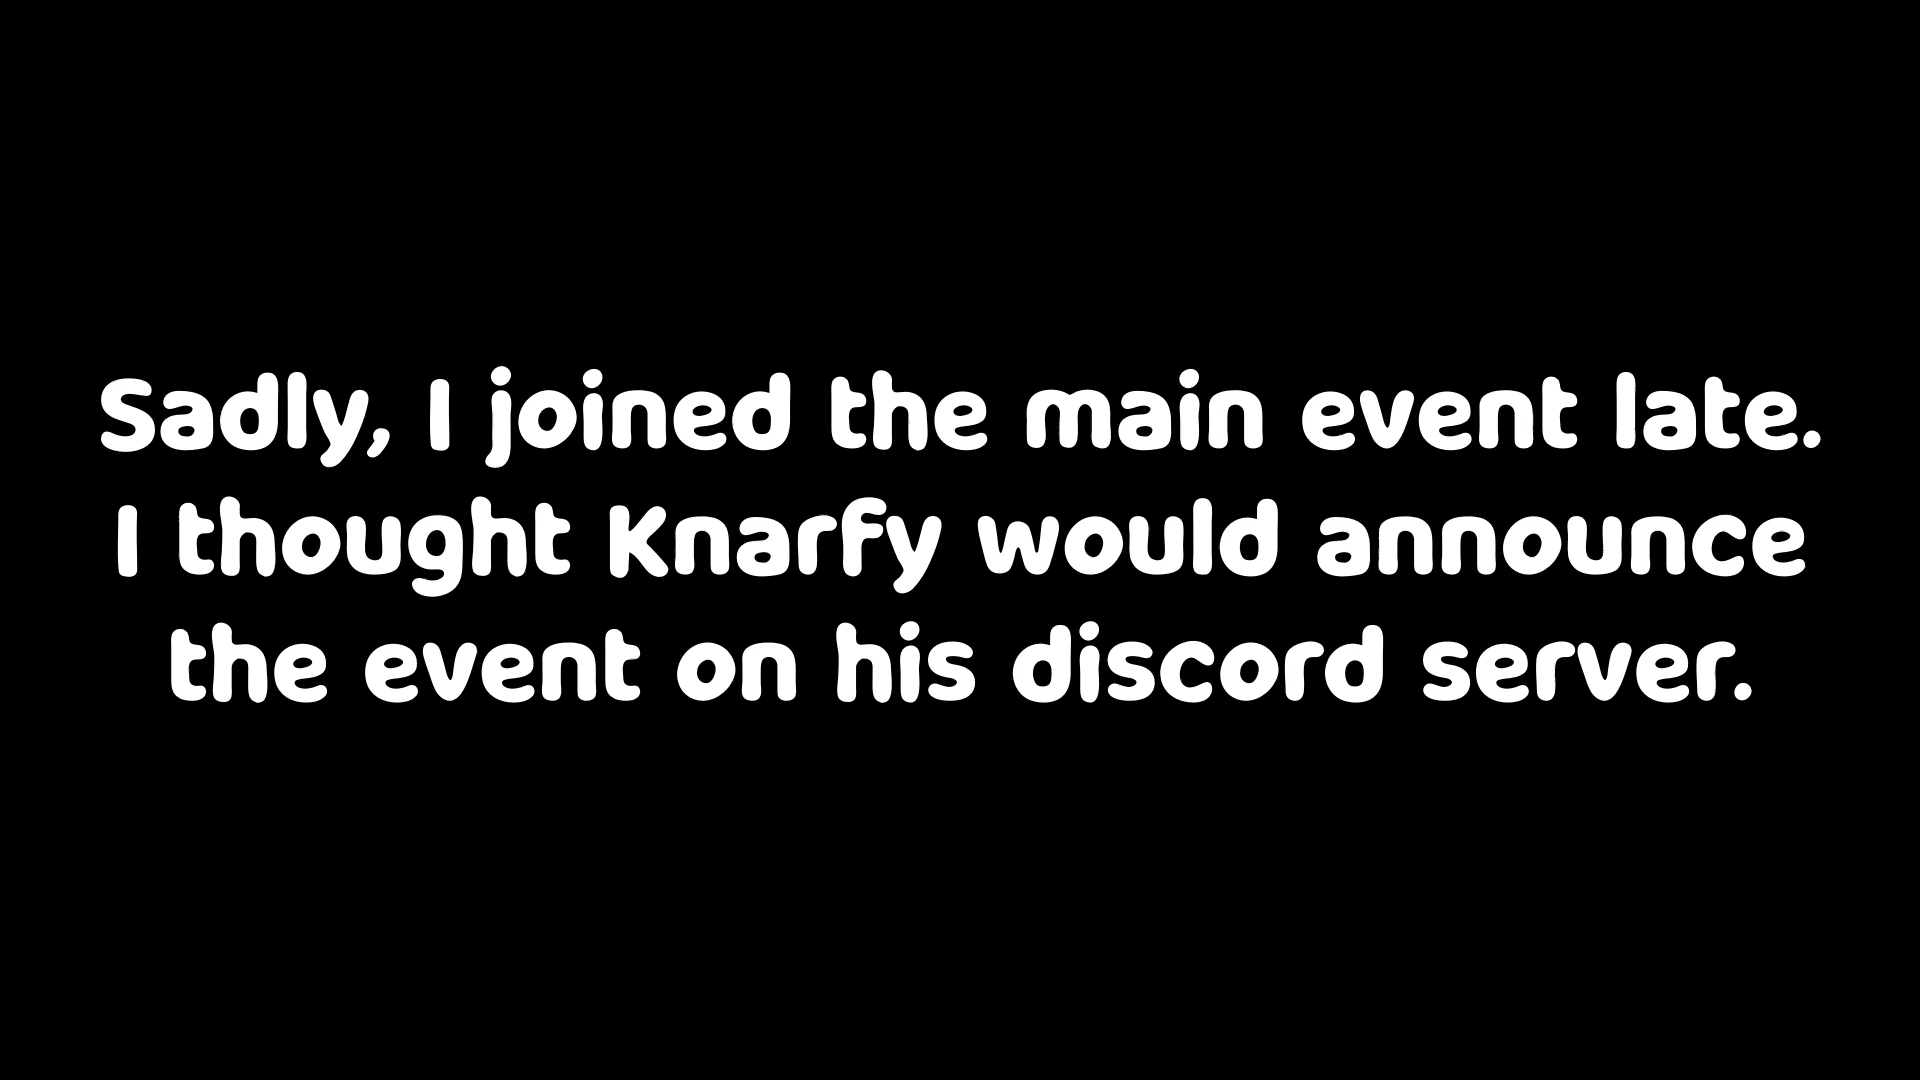 Sadly, I joined the main event late.
I thought Knarfy would announce
the event on his discord server.